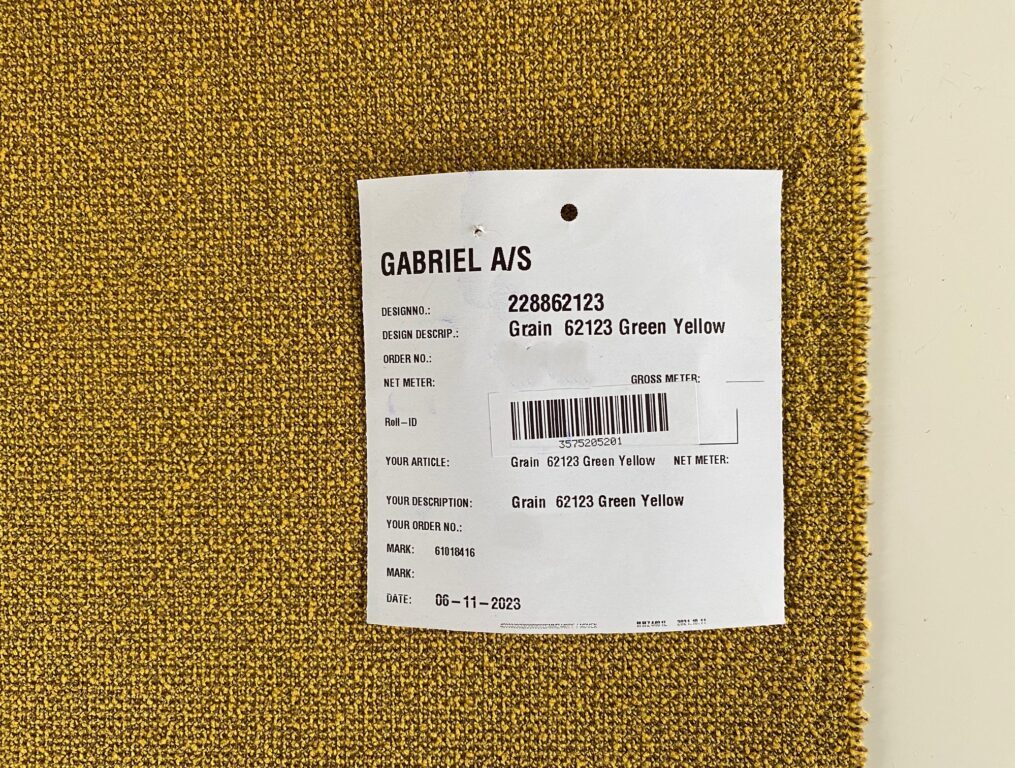 GABRIEL A/S
DESIGNNO.: 228862123
DESIGN DESCRIP.: Grain 62123 Green Yellow
ORDER NO.:
NET METER: GROSS METER:
Roll-ID
3575205201
YOUR ARTICLE: Grain 62123 Green Yellow NET METER:
YOUR DESCRIPTION: Grain 62123 Green Yellow
YOUR ORDER NO.:
MARK: 61018416
MARK:
DATE: 06-11-2023